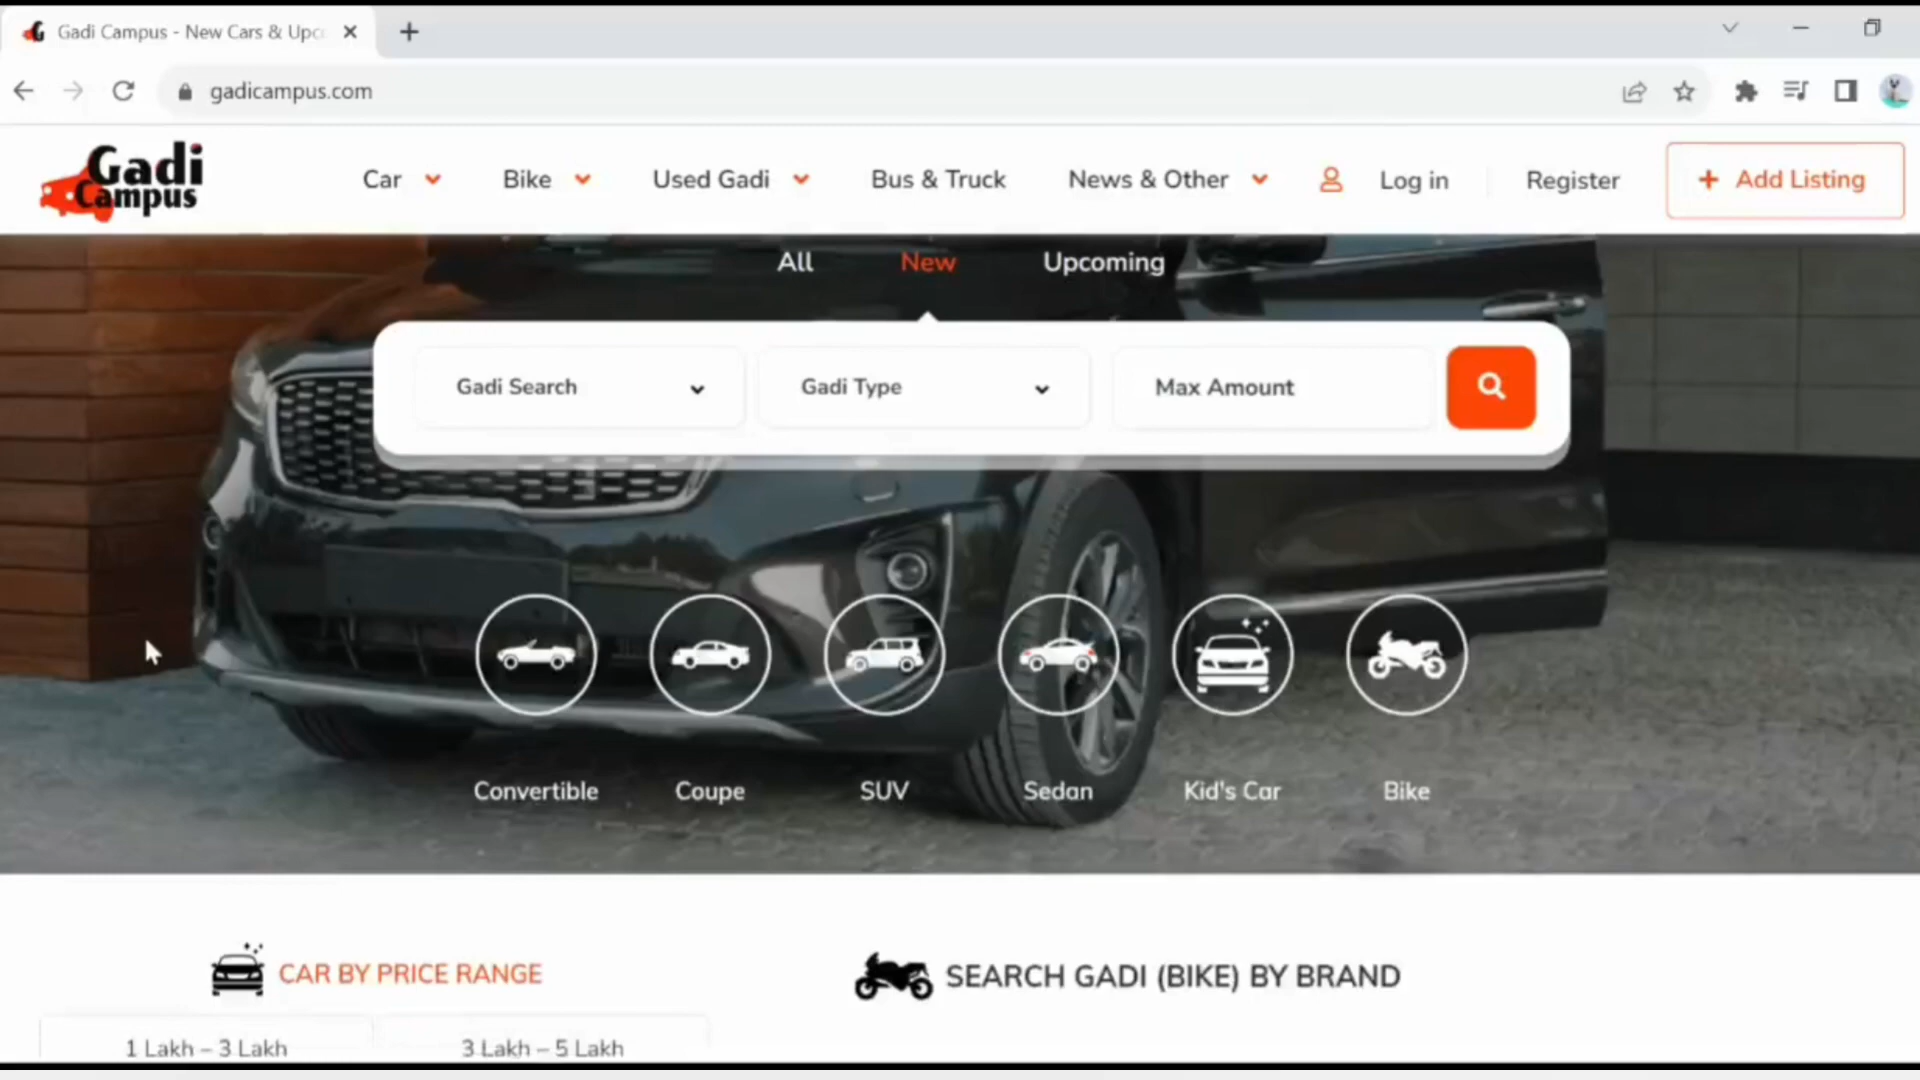 Gadi Campus - New Cars & Upc
gadicampus.com
Gadi
Campus
Car
Bike
Used Gadi
Bus & Truck
News & Other
Log in
Register
+ Add Listing
All
New
Upcoming
Gadi Search
Gadi Type
Max Amount
Convertible
Coupe
SUV
Sedan
Kid's Car
Bike
CAR BY PRICE RANGE
SEARCH GADI (BIKE) BY BRAND
1 Lakh – 3 Lakh
3 Lakh – 5 Lakh